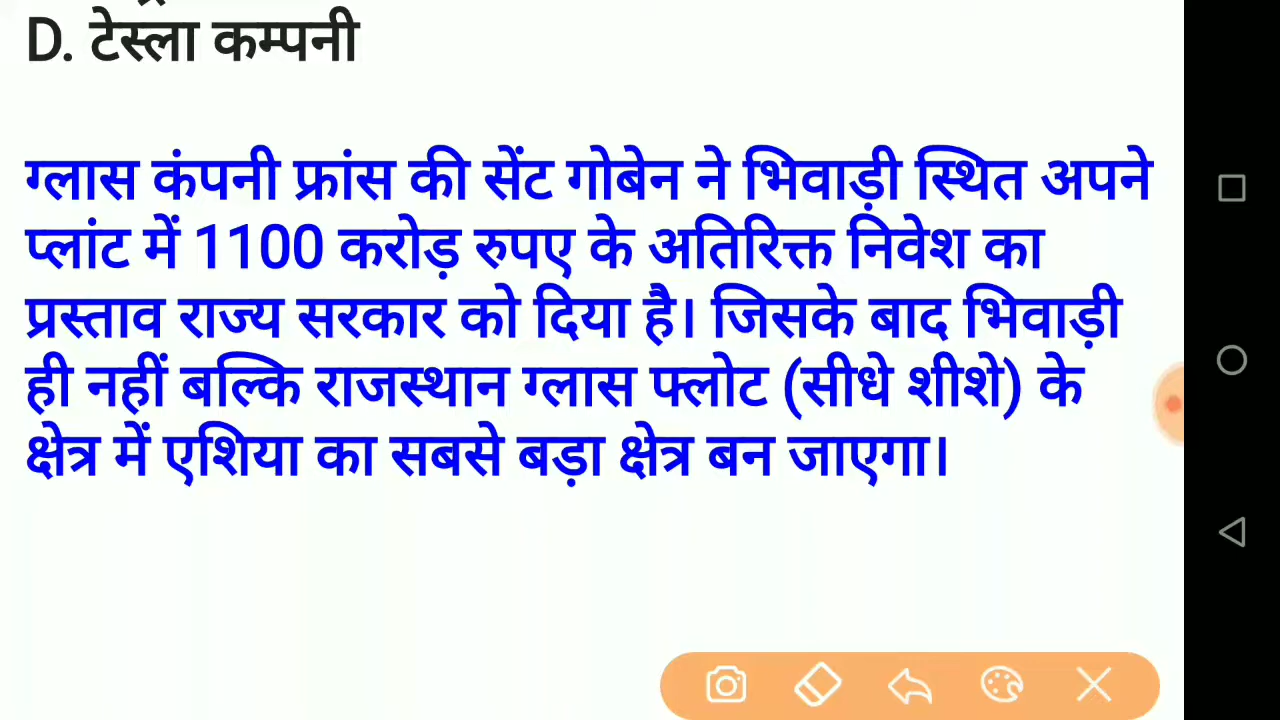 D. टेस्ला कम्पनी
ग्लास कंपनी फ्रांस की सेंट गोबेन ने भिवाड़ी स्थित अपने
प्लांट में 1100 करोड़ रुपए के अतिरिक्त निवेश का
प्रस्ताव राज्य सरकार को दिया है। जिसके बाद भिवाड़ी
ही नहीं बल्कि राजस्थान ग्लास फ्लोट (सीधे शीशे) के
क्षेत्र में एशिया का सबसे बड़ा क्षेत्र बन जाएगा।